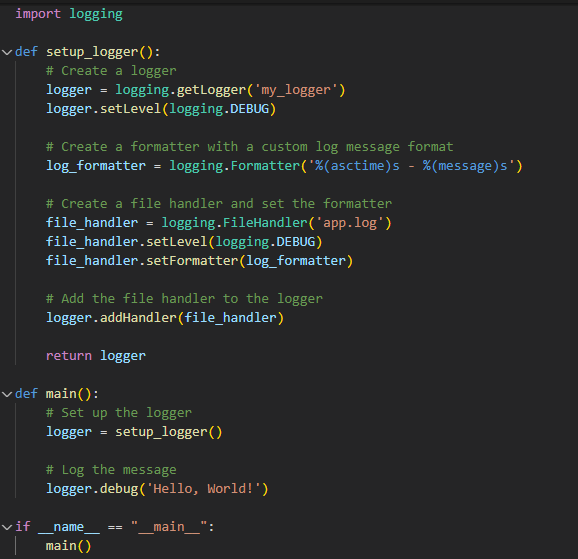 import logging

def setup_logger():
    # Create a logger
    logger = logging.getLogger('my_logger')
    logger.setLevel(logging.DEBUG)

    # Create a formatter with a custom log message format
    log_formatter = logging.Formatter('%(asctime)s - %(message)s')

    # Create a file handler and set the formatter
    file_handler = logging.FileHandler('app.log')
    file_handler.setLevel(logging.DEBUG)
    file_handler.setFormatter(log_formatter)

    # Add the file handler to the logger
    logger.addHandler(file_handler)

    return logger

def main():
    # Set up the logger
    logger = setup_logger()

    # Log the message
    logger.debug('Hello, World!')

if __name__ == "__main__":
    main()